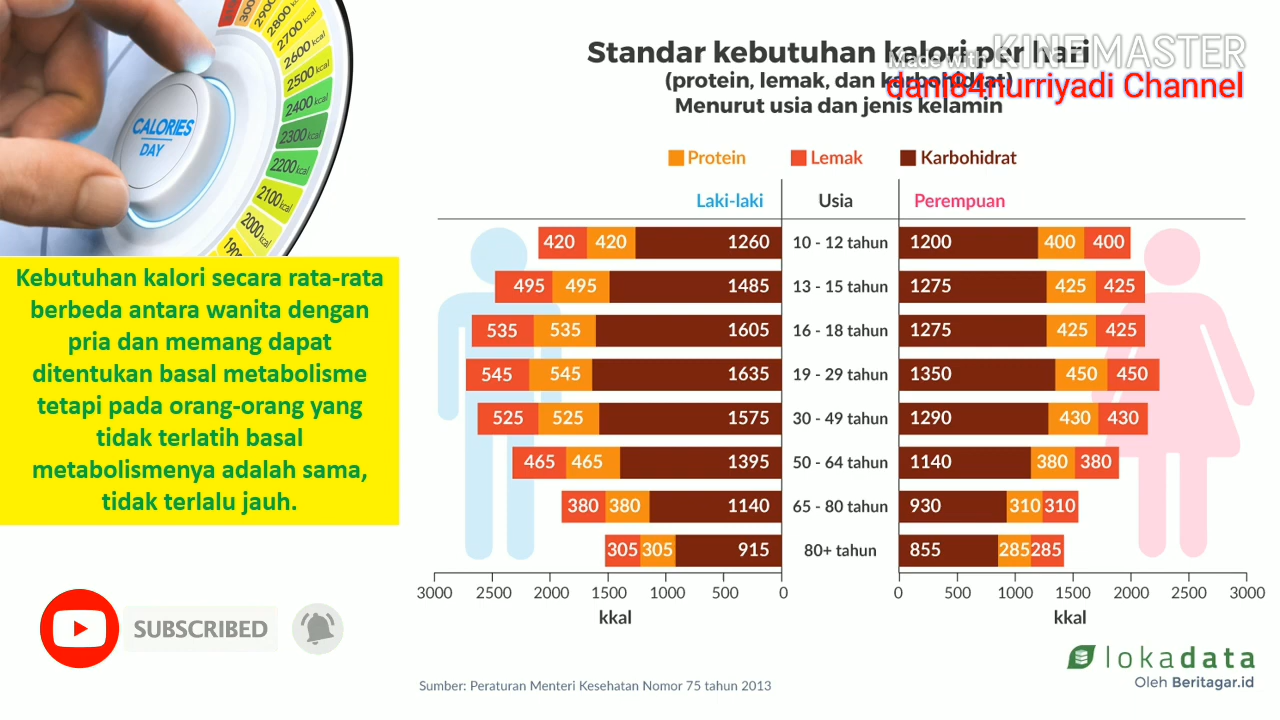 3000
2900 kcal
2800 kcal
2700 kcal
2600 kcal
2500 kcal
2400 kcal
2300 kcal
2200 kcal
2100 kcal
2000 kcal
1900
CALORIES
DAY
Kebutuhan kalori secara rata-rata
berbeda antara wanita dengan
pria dan memang dapat
ditentukan basal metabolisme
tetapi pada orang-orang yang
tidak terlatih basal
metabolismenya adalah sama,
tidak terlalu jauh.
SUBSCRIBED
Standar kebutuhan kalori per hari
(protein, lemak, dan karbohidrat)
Menurut usia dan jenis kelamin
Made with KINEMASTER
danj84nurriyadi Channel
Protein Lemak Karbohidrat
Laki-laki Usia Perempuan
420 420 1260 10 - 12 tahun 1200 400 400
495 495 1485 13 - 15 tahun 1275 425 425
535 535 1605 16 - 18 tahun 1275 425 425
545 545 1635 19 - 29 tahun 1350 450 450
525 525 1575 30 - 49 tahun 1290 430 430
465 465 1395 50 - 64 tahun 1140 380 380
380 380 1140 65 - 80 tahun 930 310 310
305 305 915 80+ tahun 855 285 285
3000 2500 2000 1500 1000 500 0 0 500 1000 1500 2000 2500 3000
kkal kkal
lokadata
Oleh Beritagar.id
Sumber: Peraturan Menteri Kesehatan Nomor 75 tahun 2013